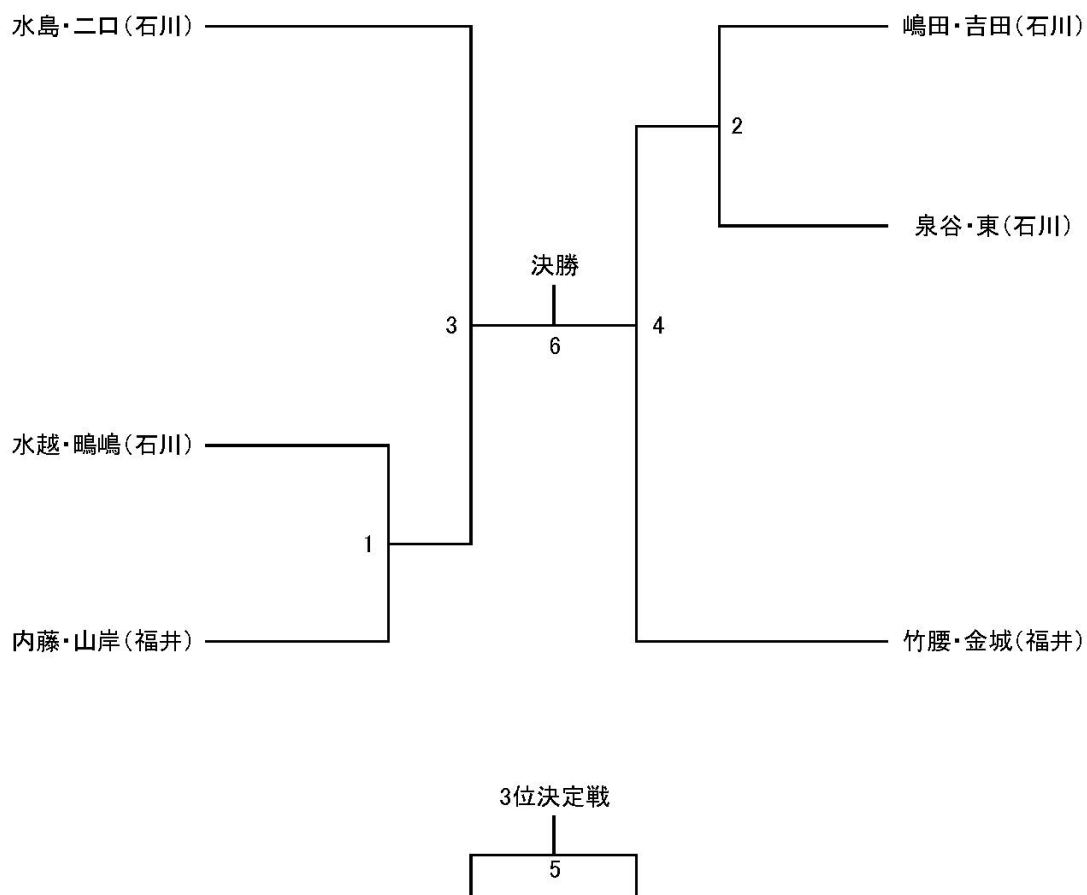 水島・二口(石川)
嶋田・吉田(石川)
2
泉谷・東(石川)
決勝
3
4
6
水越・鴫嶋(石川)
1
内藤・山岸(福井)
竹腰・金城(福井)
3位決定戦
5